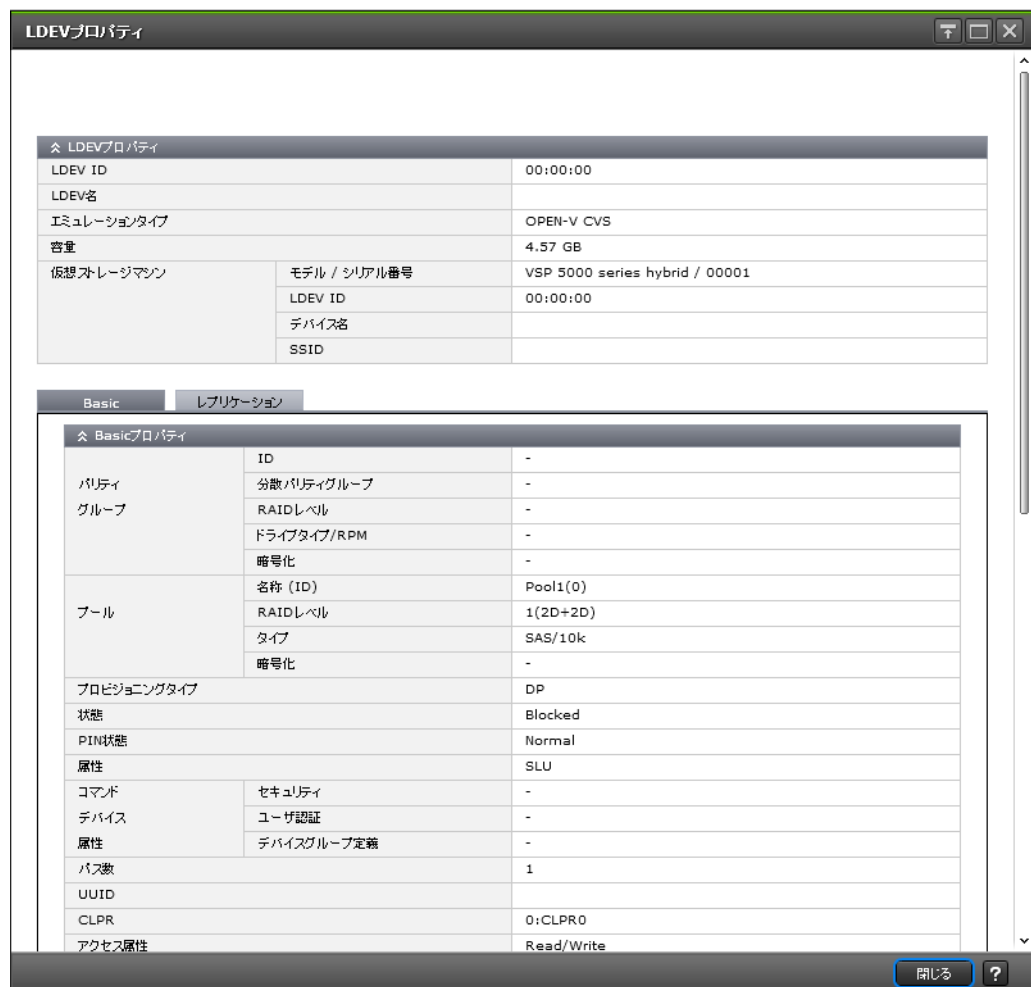 LDEVプロパティ
LDEVプロパティ
LDEV ID 00:00:00
LDEV名
エミュレーションタイプ OPEN-V CVS
容量 4.57 GB
仮想ストレージマシン モデル / シリアル番号 VSP 5000 series hybrid / 00001
LDEV ID 00:00:00
デバイス名
SSID
Basic レプリケーション
Basicプロパティ
ID -
パリティ 分散パリティグループ -
グループ RAIDレベル -
ドライブタイプ/RPM -
暗号化 -
名称 (ID) Pool1(0)
プール RAIDレベル 1(2D+2D)
タイプ SAS/10k
暗号化 -
プロビジョニングタイプ DP
状態 Blocked
PIN状態 Normal
属性 SLU
コマンド セキュリティ -
デバイス ユーザ認証 -
属性 デバイスグループ定義 -
パス数 1
UUID
CLPR 0:CLPR0
アクセス属性 Read/Write
閉じる ?